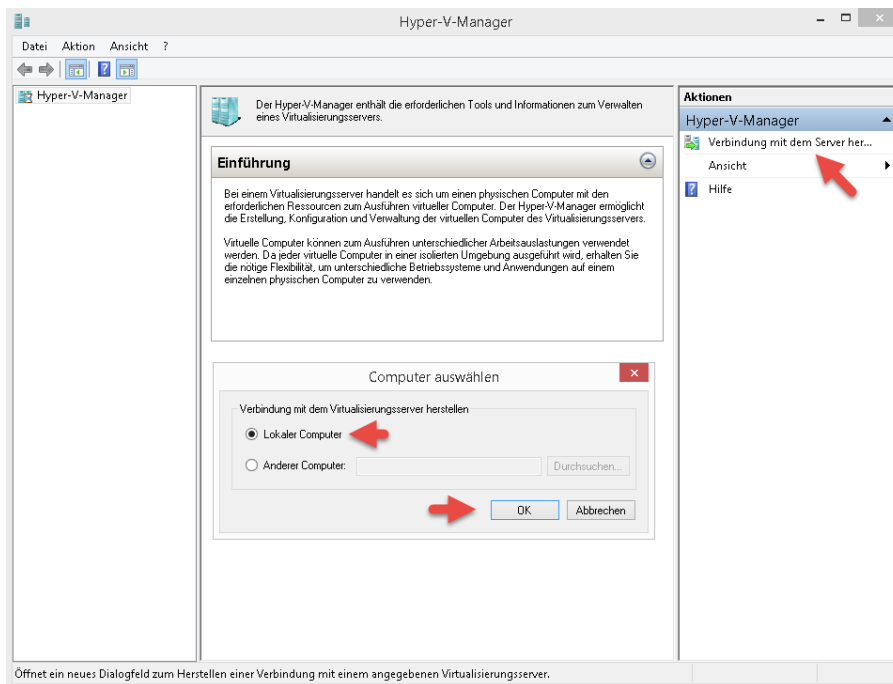 Hyper-V-Manager
Datei Aktion Ansicht ?
Hyper-V-Manager
Der Hyper-V-Manager enthält die erforderlichen Tools und Informationen zum Verwalten
eines Virtualisierungsservers.
Einführung
Bei einem Virtualisierungsserver handelt es sich um einen physischen Computer mit den
erforderlichen Ressourcen zum Ausführen virtueller Computer. Der Hyper-V-Manager ermöglicht
die Erstellung, Konfiguration und Verwaltung der virtuellen Computer des Virtualisierungsservers.
Virtuelle Computer können zum Ausführen unterschiedlicher Arbeitsauslastungen verwendet
werden. Da jeder virtuelle Computer in einer isolierten Umgebung ausgeführt wird, erhalten Sie
die nötige Flexibilität, um unterschiedliche Betriebssysteme und Anwendungen auf einem
einzelnen physischen Computer zu verwenden.
Computer auswählen
Verbindung mit dem Virtualisierungsserver herstellen
Lokaler Computer
Anderer Computer:
Durchsuchen...
OK
Abbrechen
Aktionen
Hyper-V-Manager
Verbindung mit dem Server her...
Ansicht
Hilfe
Öffnet ein neues Dialogfeld zum Herstellen einer Verbindung mit einem angegebenen Virtualisierungsserver.